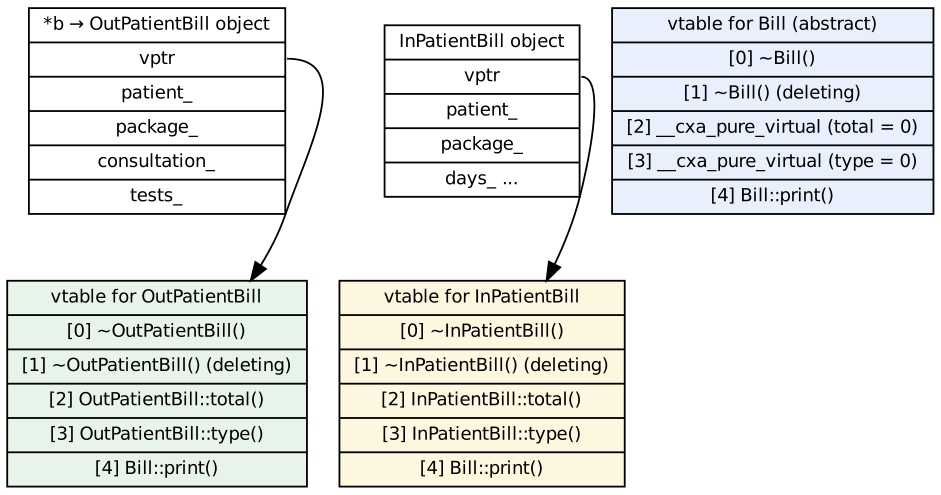 *b → OutPatientBill object
vptr
patient_
package_
consultation_
tests_
InPatientBill object
vptr
patient_
package_
days_ ...
vtable for Bill (abstract)
[0] ~Bill()
[1] ~Bill() (deleting)
[2] __cxa_pure_virtual (total = 0)
[3] __cxa_pure_virtual (type = 0)
[4] Bill::print()
vtable for OutPatientBill
[0] ~OutPatientBill()
[1] ~OutPatientBill() (deleting)
[2] OutPatientBill::total()
[3] OutPatientBill::type()
[4] Bill::print()
vtable for InPatientBill
[0] ~InPatientBill()
[1] ~InPatientBill() (deleting)
[2] InPatientBill::total()
[3] InPatientBill::type()
[4] Bill::print()